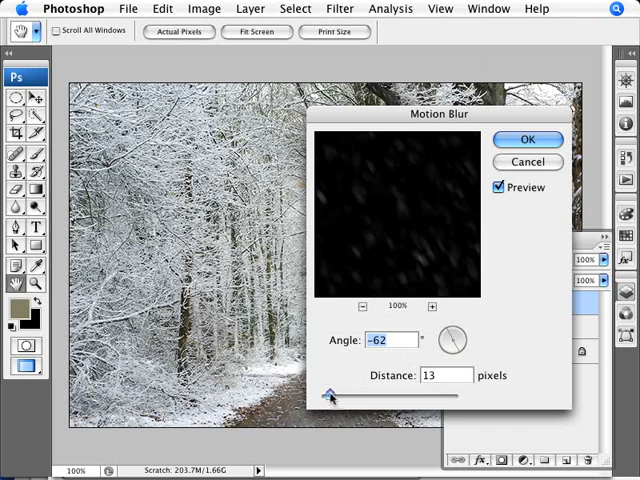 Photoshop File Edit Image Layer Select Filter Analysis View Window Help
Scroll All Windows Actual Pixels Fit Screen Print Size
Ps
Motion Blur
OK
Cancel
Preview
100%
Angle: -62 °
Distance: 13 pixels
100%
100%
T
fx
100% Scratch: 203.7M/1.66G